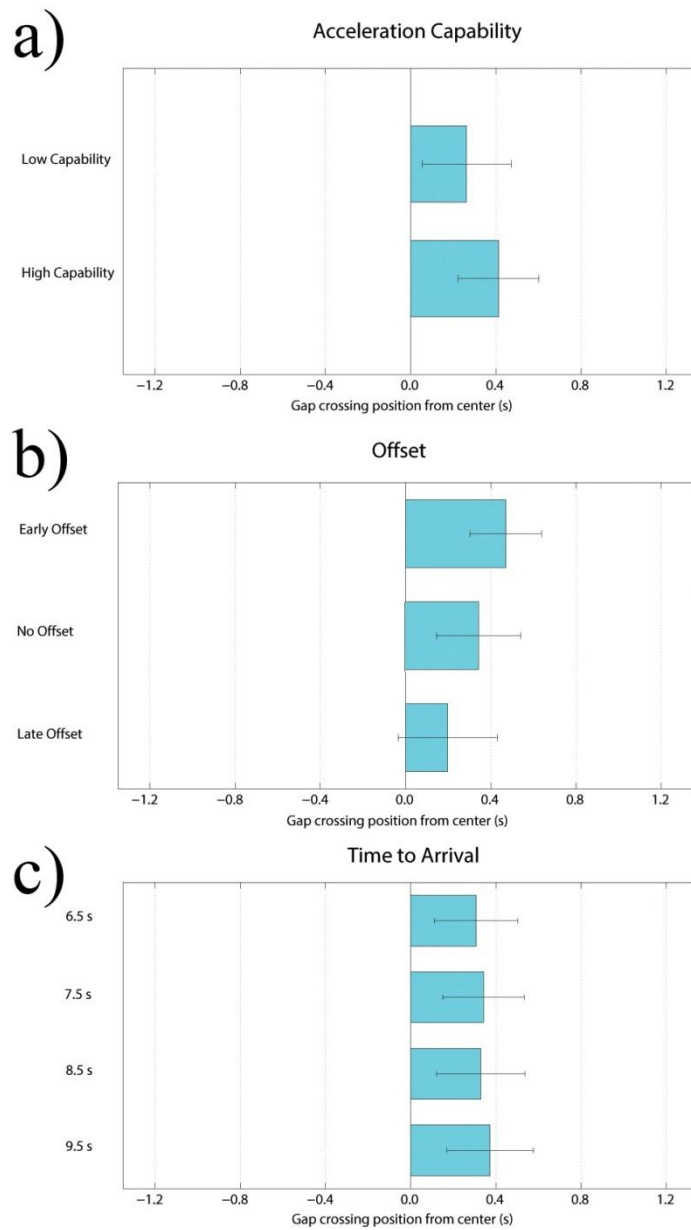 a)
Acceleration Capability
Low Capability
High Capability
−1.2 −0.8 −0.4 0.0 0.4 0.8 1.2
Gap crossing position from center (s)
b)
Offset
Early Offset
No Offset
Late Offset
−1.2 −0.8 −0.4 0.0 0.4 0.8 1.2
Gap crossing position from center (s)
c)
Time to Arrival
6.5 s
7.5 s
8.5 s
9.5 s
−1.2 −0.8 −0.4 0.0 0.4 0.8 1.2
Gap crossing position from center (s)